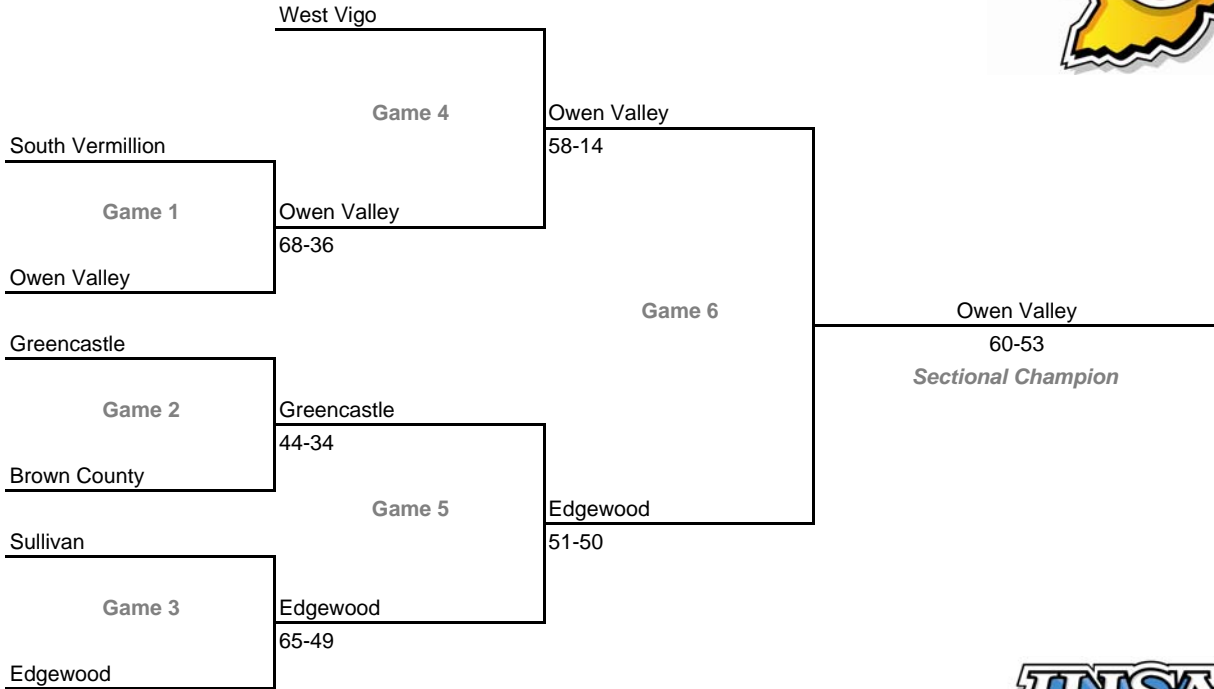 West Vigo
Game 4
Owen Valley
South Vermillion
58-14
Game 1
Owen Valley
68-36
Owen Valley
Game 6
Owen Valley
Greencastle
60-53
Sectional Champion
Game 2
Greencastle
44-34
Brown County
Game 5
Edgewood
Sullivan
51-50
Game 3
Edgewood
65-49
Edgewood